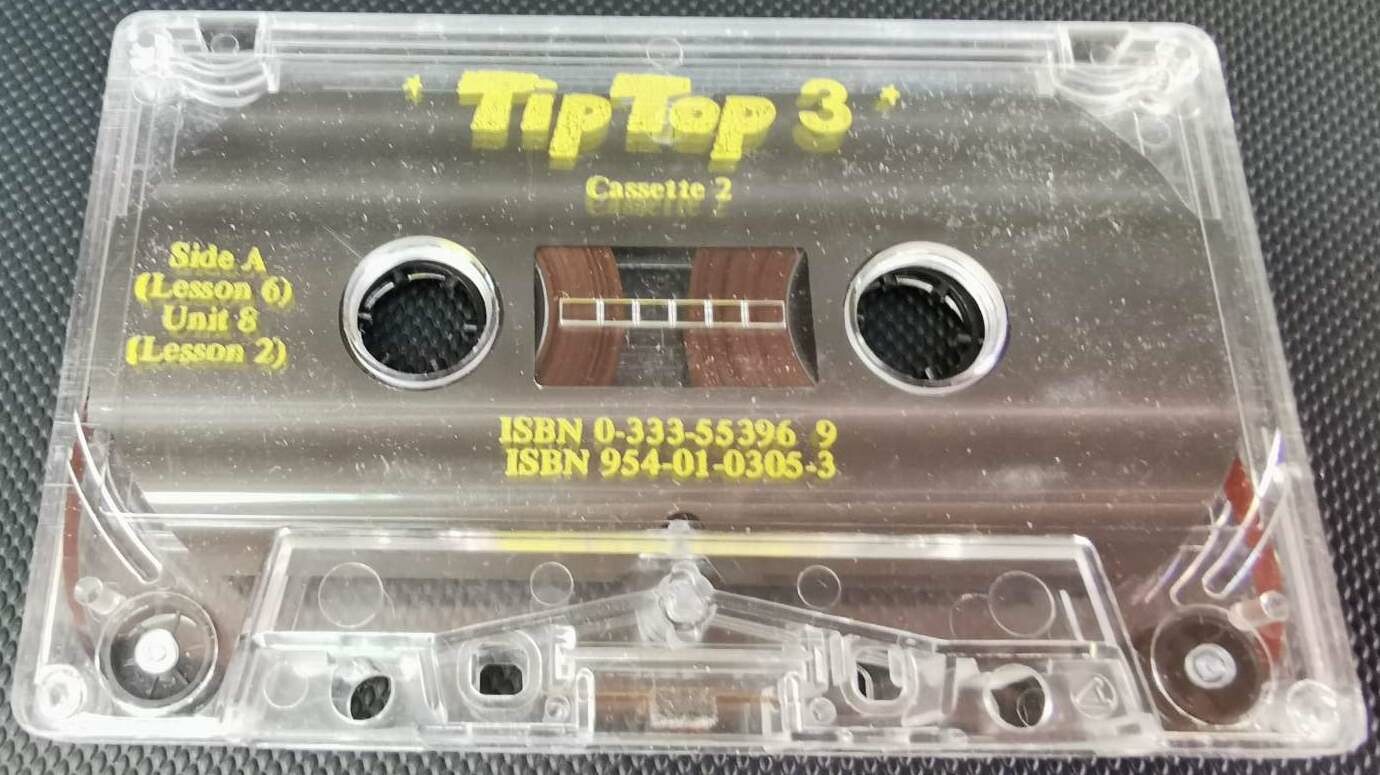 * TipTop 3 *
Cassette 2
Side A
(Lesson 6)
Unit 8
(Lesson 2)
ISBN 0-333-55396 9
ISBN 954-01-0305-3